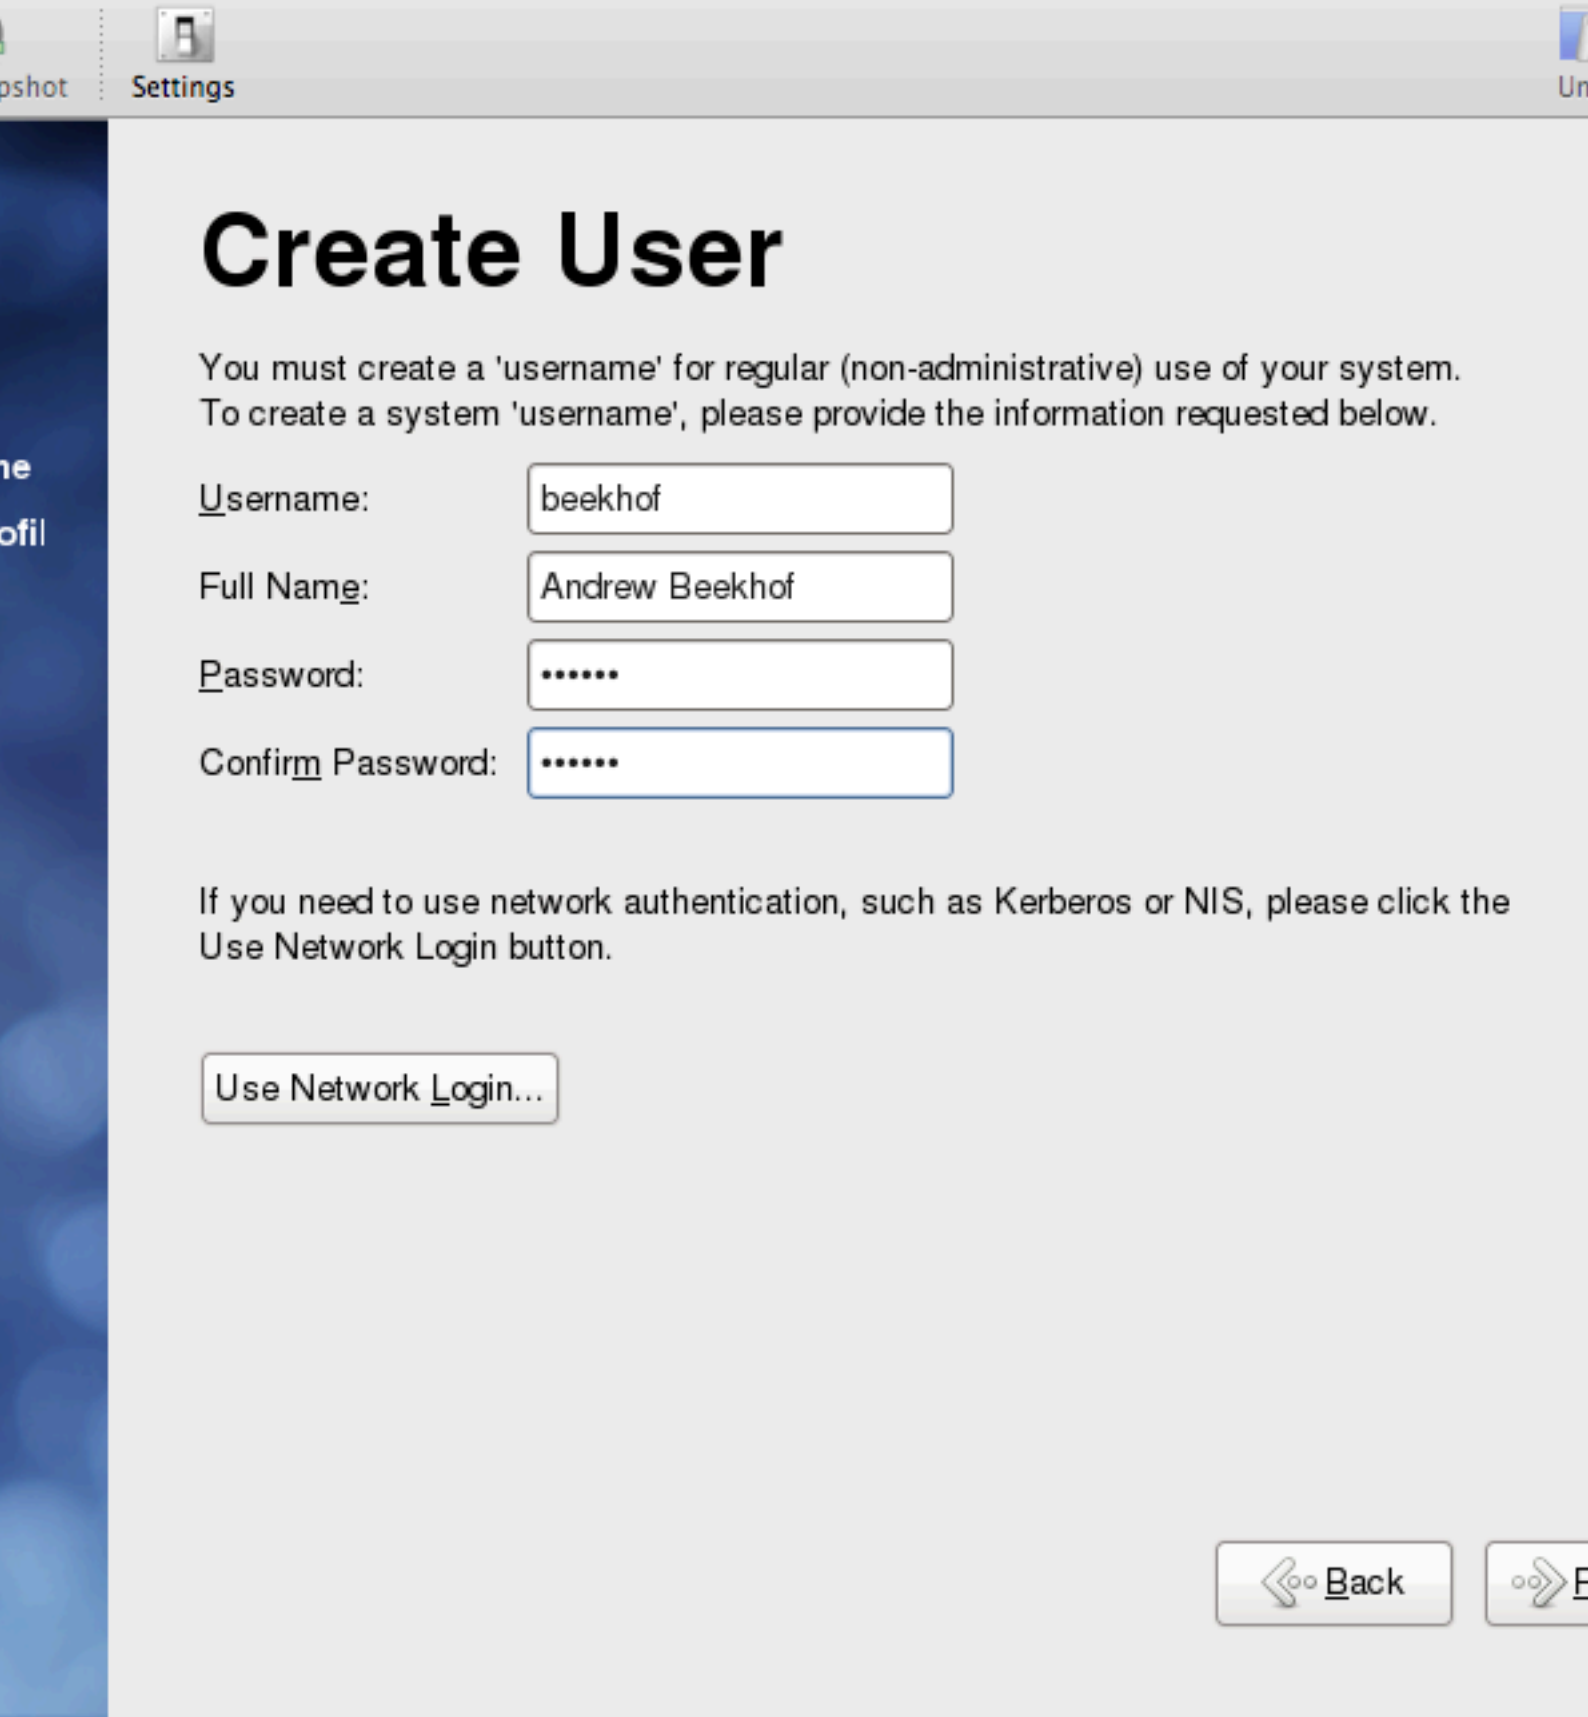 pshot
Settings
Un
Create User
You must create a 'username' for regular (non-administrative) use of your system.
To create a system 'username', please provide the information requested below.
ne
ofil
Username:
beekhof
Full Name:
Andrew Beekhof
Password:
••••••
Confirm Password:
••••••
If you need to use network authentication, such as Kerberos or NIS, please click the
Use Network Login button.
Use Network Login...
Back